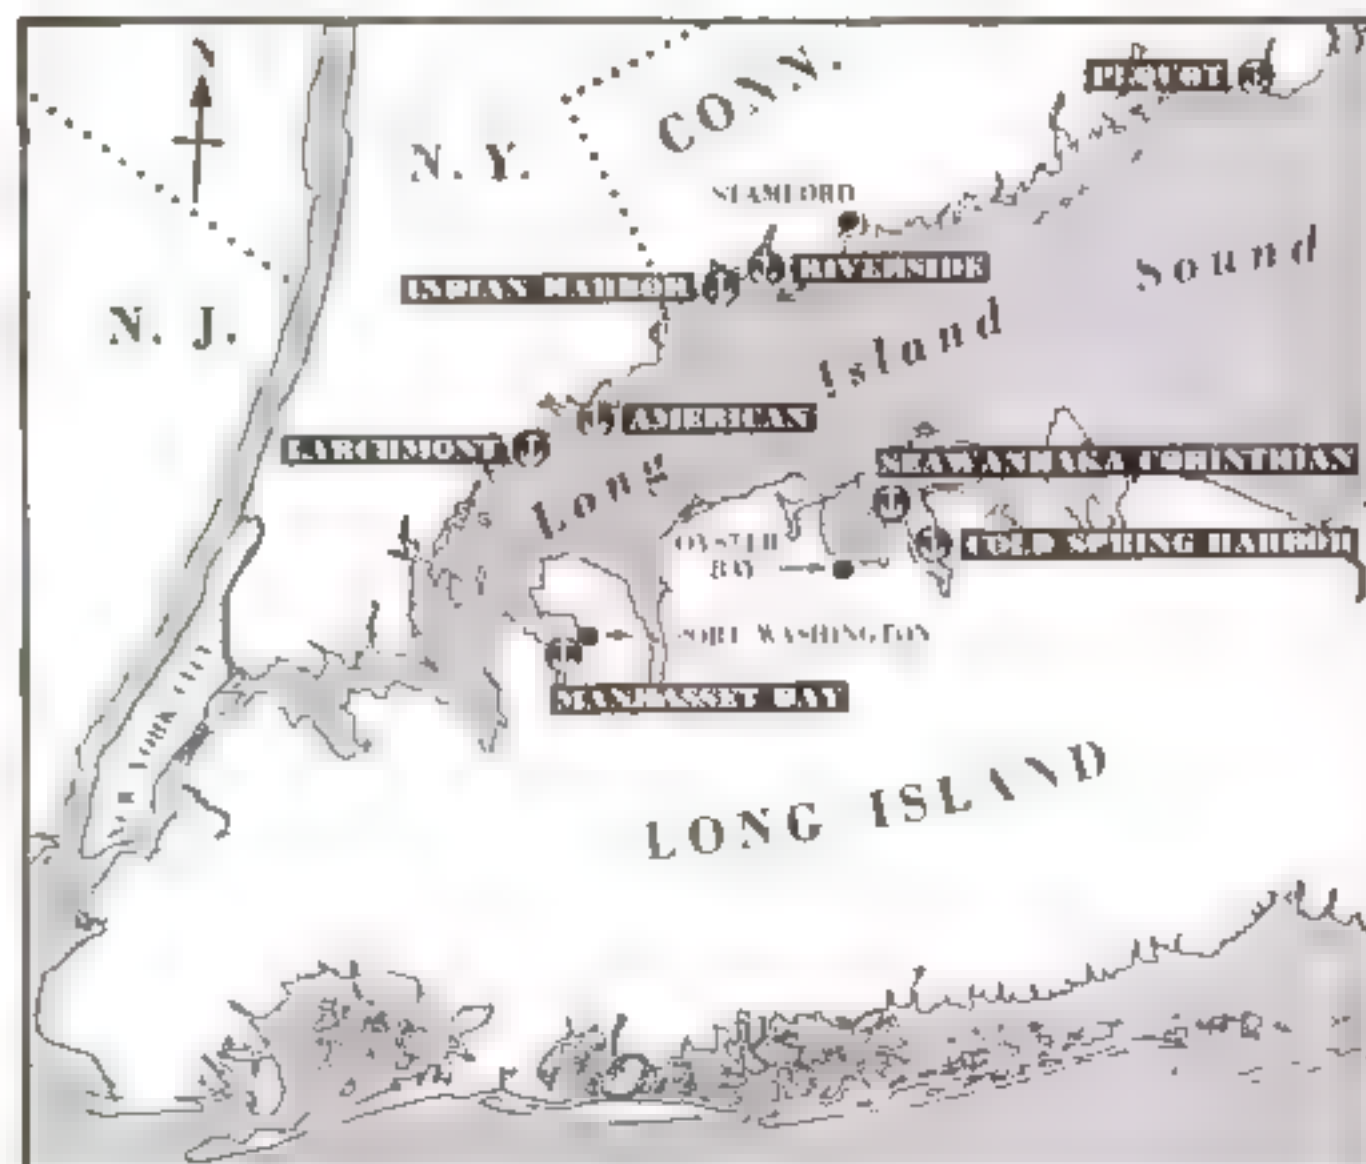 N
PEQUOT
CONN.
N. Y.
STAMFORD
RIVERSIDE
INDIAN HARBOR
Sound
N. J.
Island
AMERICAN
LARCHMONT
SEAWANHAKA CORINTHIAN
Long
OYSTER
BAY
COLD SPRING HARBOR
PORT WASHINGTON
YORK CITY
MANHASSET BAY
LONG ISLAND